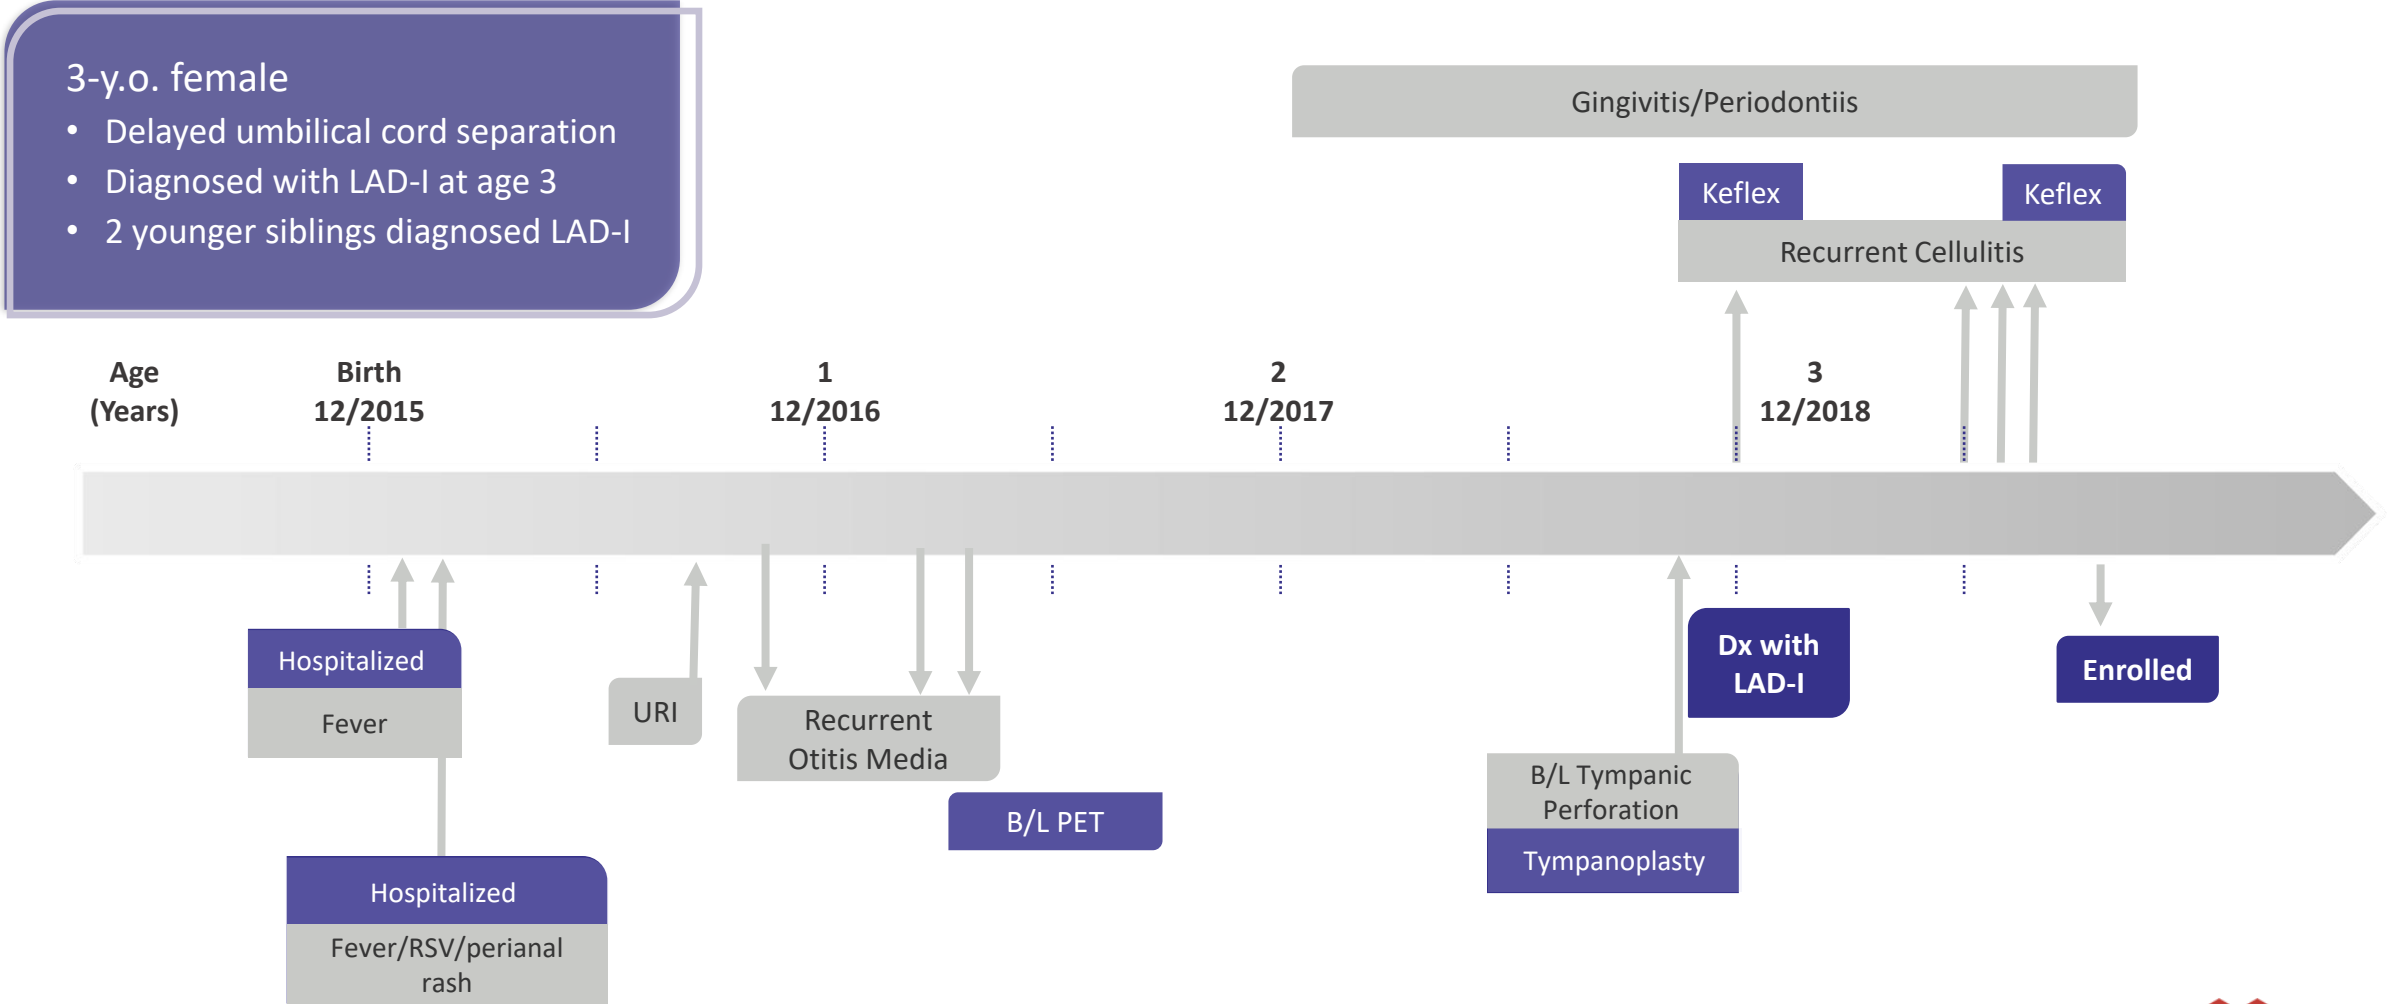 3-y.o. female
• Delayed umbilical cord separation
• Diagnosed with LAD-I at age 3
• 2 younger siblings diagnosed LAD-I
Gingivitis/Periodontiis
Keflex
Keflex
Recurrent Cellulitis
Age
(Years)
Birth
12/2015
1
12/2016
2
12/2017
3
12/2018
Hospitalized
Fever
URI
Recurrent
Otitis Media
B/L PET
Hospitalized
Fever/RSV/perianal
rash
B/L Tympanic
Perforation
Tympanoplasty
Dx with
LAD-I
Enrolled